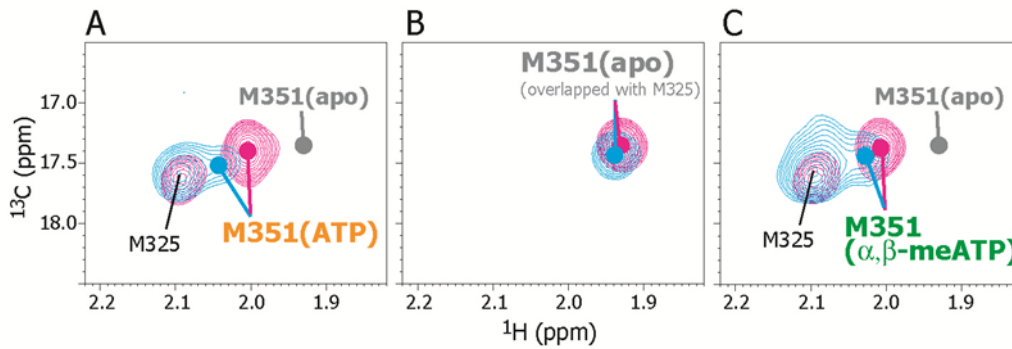 A
B
C
M351(apo)
M351(apo)
(overlapped with M325)
M351(apo)
17.0
17.5
18.0
¹³C (ppm)
M325
M351(ATP)
M325
M351
(α,β-meATP)
2.2 2.1 2.0 1.9
2.2 2.1 2.0 1.9
2.2 2.1 2.0 1.9
¹H (ppm)